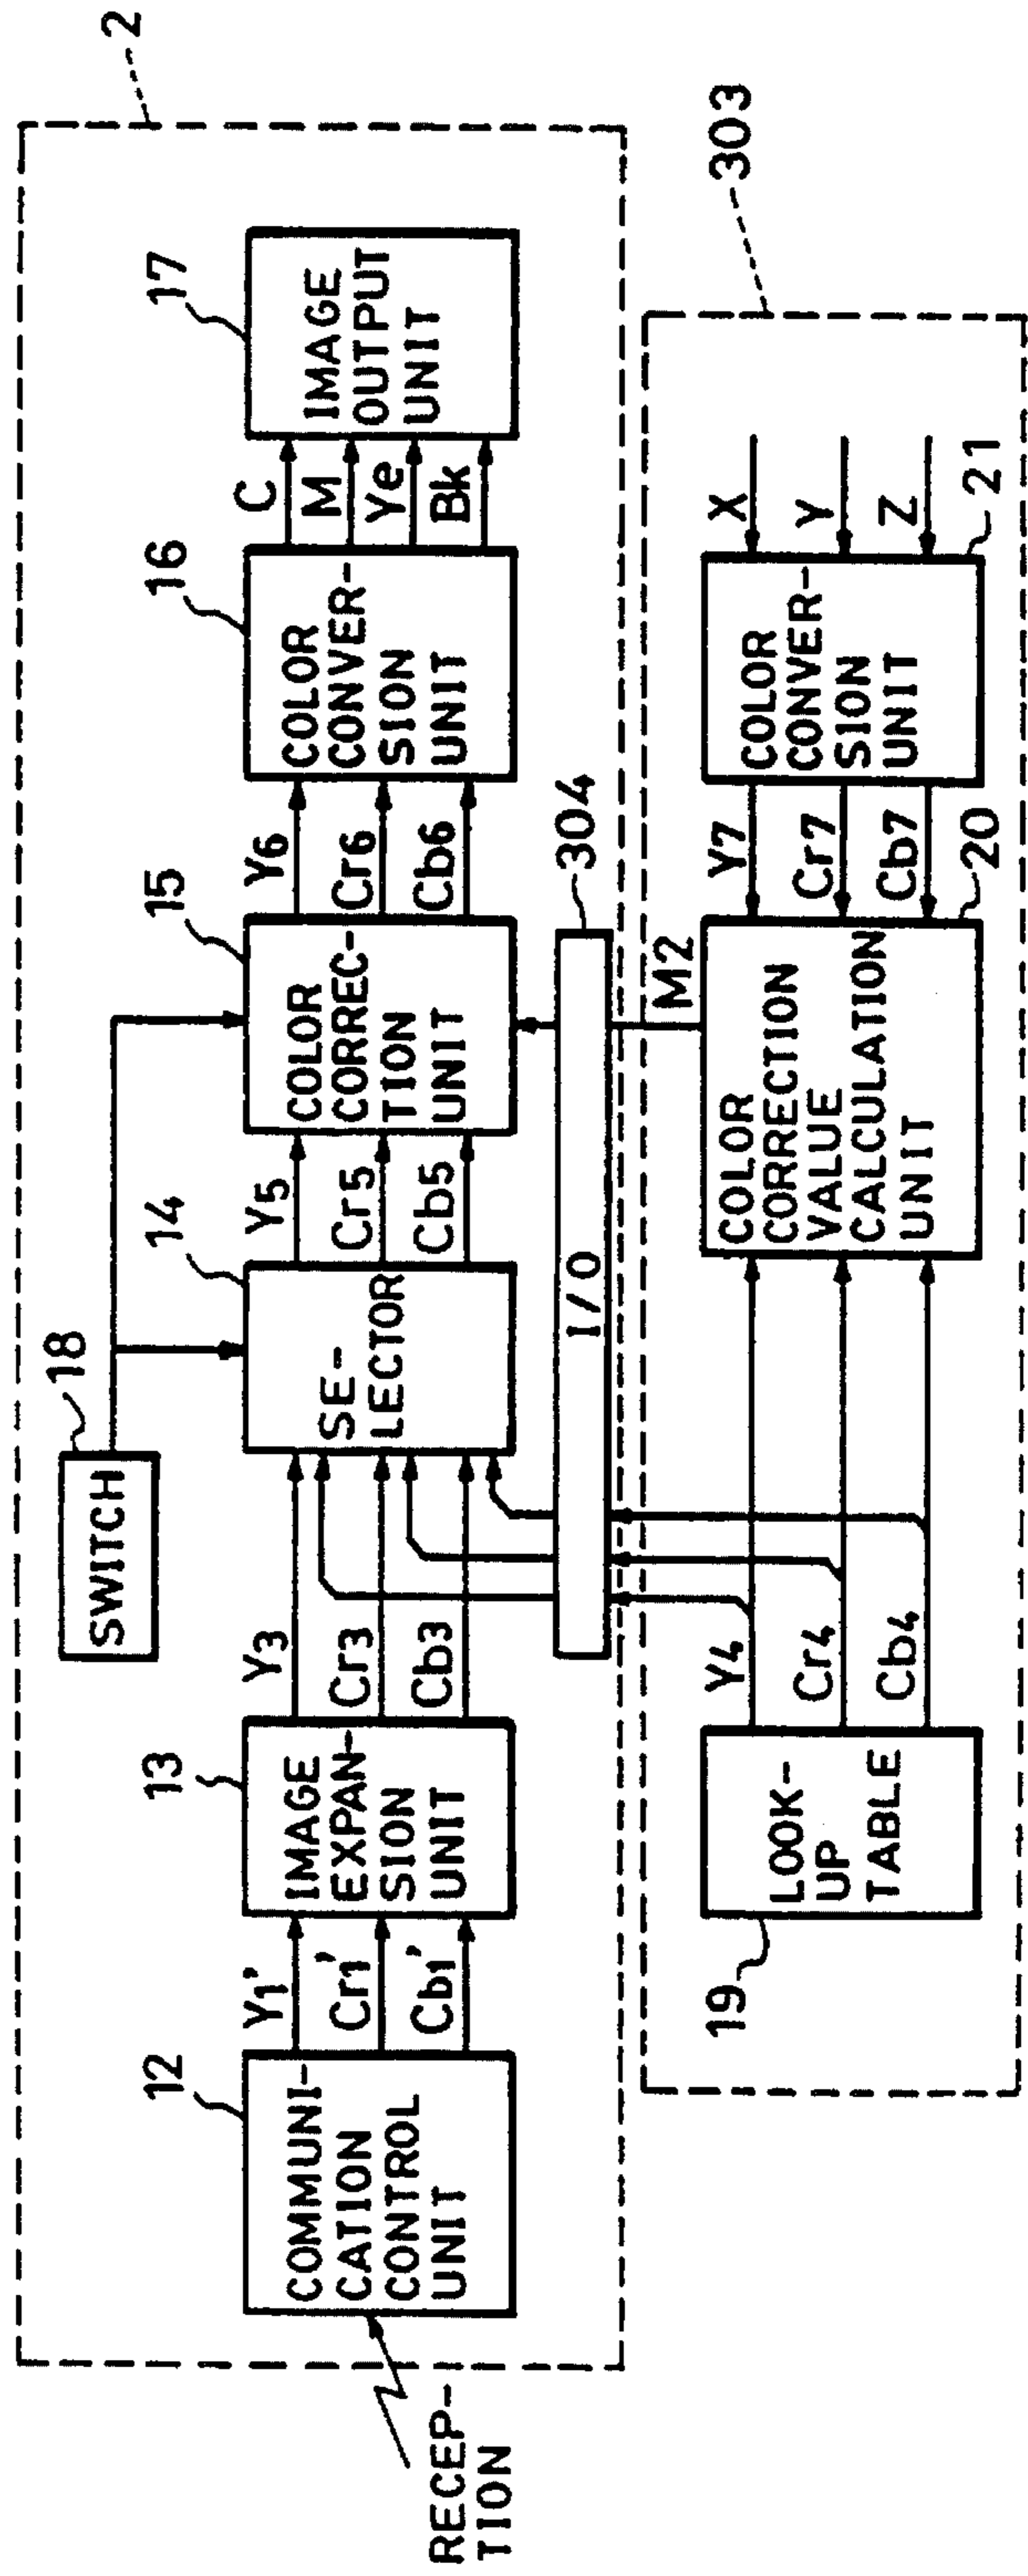 2
SWITCH
18
12
COMMUNI-
CATION
CONTROL
UNIT
RECEP-
TION
Y1'
Cr1'
Cb1'
13
IMAGE
EXPAN-
SION
UNIT
Y3
Cr3
Cb3
14
SE-
LECTOR
Y5
Cr5
Cb5
15
COLOR
CORREC-
TION
UNIT
Y6
Cr6
Cb6
16
COLOR
CONVER-
SION
UNIT
C
M
Ye
Bk
17
IMAGE
OUTPUT
UNIT
I/O
304
303
19
LOOK-
UP
TABLE
Y4
Cr4
Cb4
M2
COLOR
CORRECTION
VALUE
CALCULATION
UNIT
20
Y7
Cr7
Cb7
COLOR
CONVER-
SION
UNIT
21
X
Y
Z